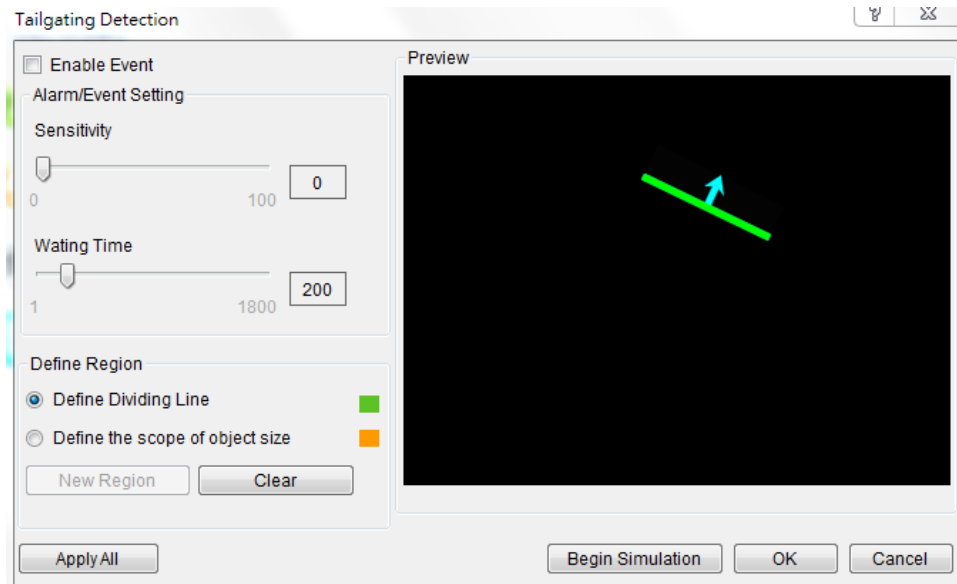 Tailgating Detection
?
Enable Event
Alarm/Event Setting
Sensitivity
0
0 100
Wating Time
200
1 1800
Define Region
Define Dividing Line
Define the scope of object size
New Region Clear
Preview
Apply All Begin Simulation OK Cancel